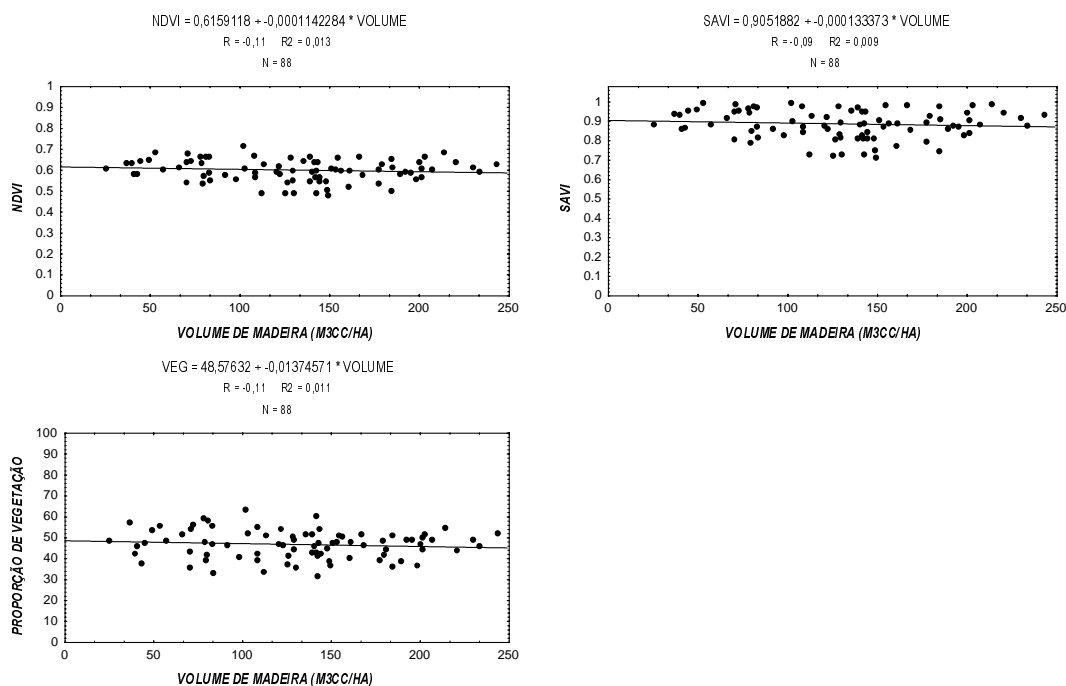 NDVI = 0,6159118 + -0,0001142284 * VOLUME
R = -0,11 R2 = 0,013
N = 88
1
0.9
0.8
0.7
0.6
0.5
0.4
0.3
0.2
0.1
0
NDVI
0 50 100 150 200 250
VOLUME DE MADEIRA (M3CC/HA)
SAVI = 0,9051882 + -0,000133373 * VOLUME
R = -0,09 R2 = 0,009
N = 88
1
0.9
0.8
0.7
0.6
0.5
0.4
0.3
0.2
0.1
0
SAVI
0 50 100 150 200 250
VOLUME DE MADEIRA (M3CC/HA)
VEG = 48,57632 + -0,01374571 * VOLUME
R = -0,11 R2 = 0,011
N = 88
100
90
80
70
60
50
40
30
20
10
0
PROPORÇÃO DE VEGETAÇÃO
0 50 100 150 200 250
VOLUME DE MADEIRA (M3CC/HA)